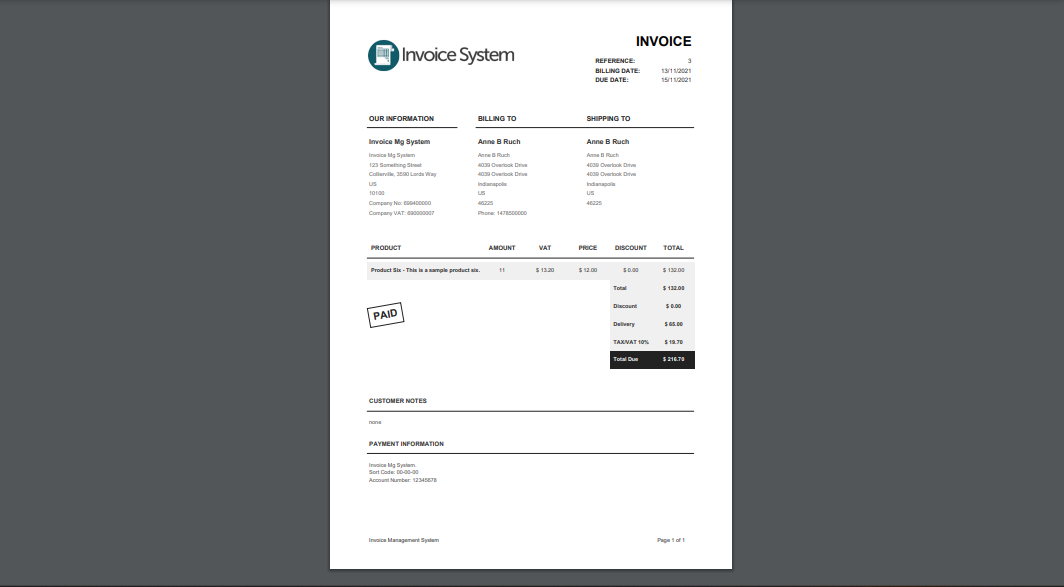 Invoice System
INVOICE
REFERENCE: 3
BILLING DATE: 13/11/2021
DUE DATE: 15/11/2021
OUR INFORMATION BILLING TO SHIPPING TO
Invoice Mg System Anne B Ruch Anne B Ruch
Invoice Mg System Anne B Ruch Anne B Ruch
123 Something Street 4039 Overlook Drive 4039 Overlook Drive
Collierville, 3590 Lords Way 4039 Overlook Drive 4039 Overlook Drive
US Indianapolis Indianapolis
10100 US US
Company No: 699400000 46225 46225
Company VAT: 690000007 Phone: 1478500000
PRODUCT AMOUNT VAT PRICE DISCOUNT TOTAL
Product Six - This is a sample product six. 11 $ 13.20 $ 12.00 $ 0.00 $ 132.00
Total $ 132.00
Discount $ 0.00
PAID
Delivery $ 65.00
TAX/VAT 10% $ 19.70
Total Due $ 216.70
CUSTOMER NOTES
none
PAYMENT INFORMATION
Invoice Mg System.
Sort Code: 00-00-00
Account Number: 12345678
Invoice Management System Page 1 of 1